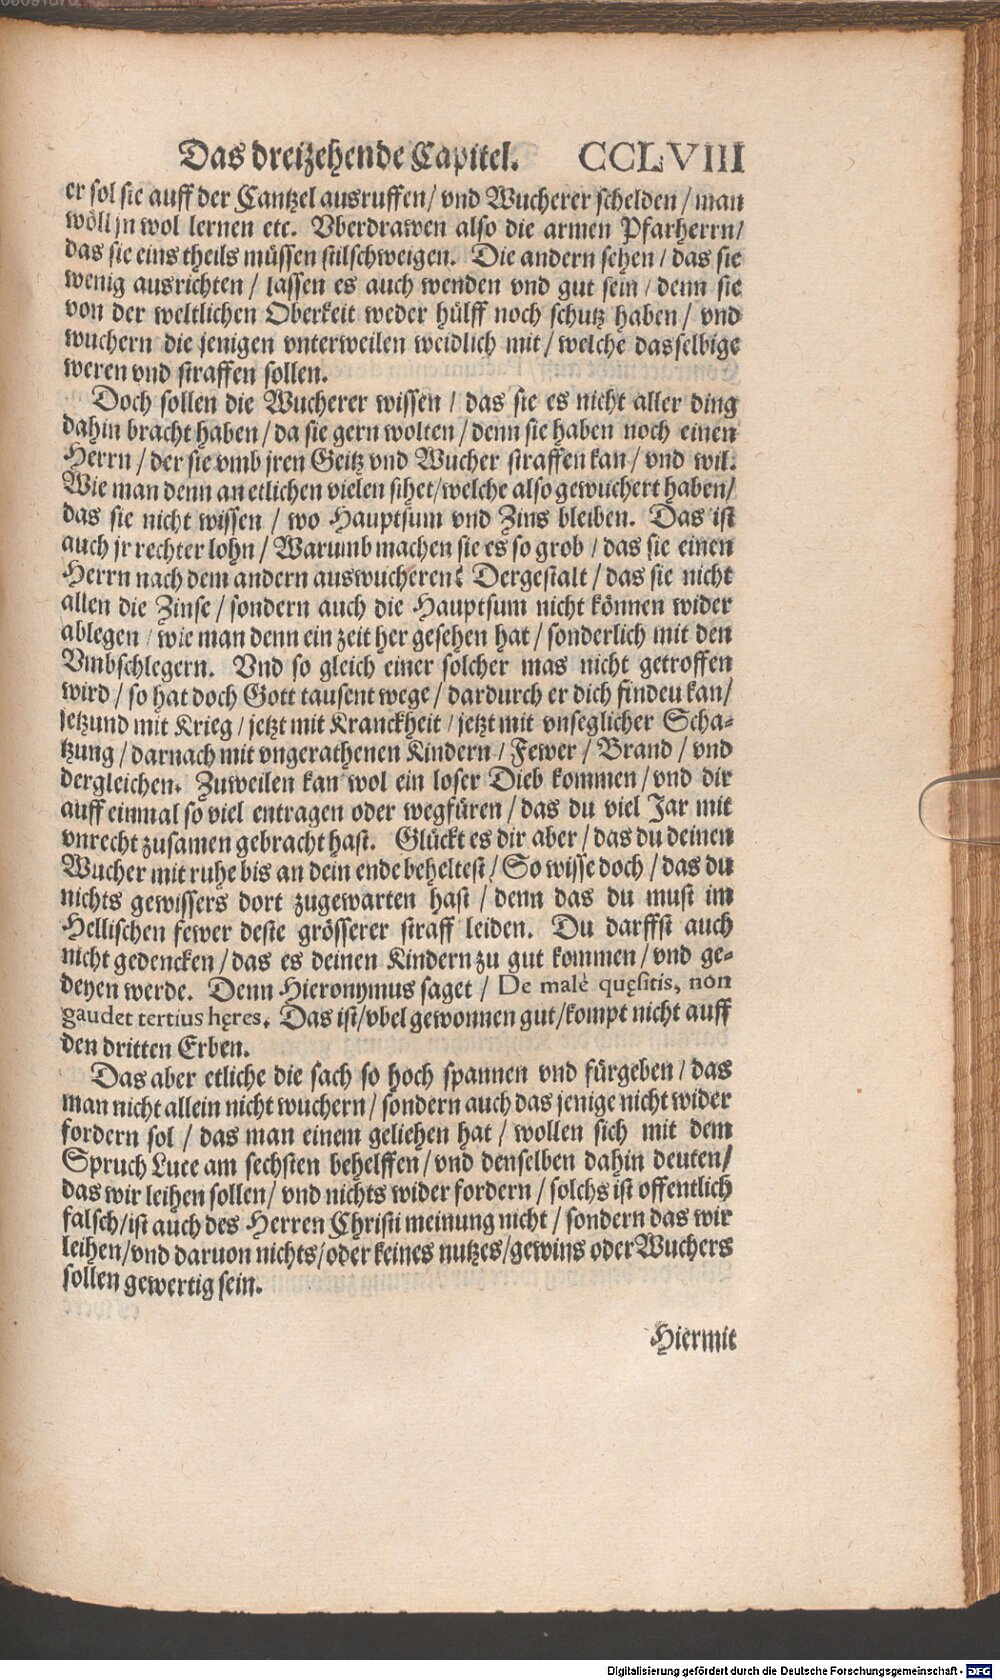 Das dreizehende Capitel. CCLVIII
er sol sie auff der Cantzel ausruffen / vnd Wucherer schelden / man
wöll jn wol lernen etc. Vberdrawen also die armen Pfarherrn /
das sie eins theils müssen stilschweigen. Die andern sehen / das sie
wenig ausrichten / lassen es auch wenden vnd gut sein / denn sie
von der weltlichen Oberkeit weder hülff noch schutz haben / vnd
wuchern die jenigen vnterweilen weidlich mit / welche dasselbige
weren vnd straffen sollen.
Doch sollen die Wucherer wissen / das sie es nicht aller ding
dahin bracht haben / da sie gern wolten / denn sie haben noch einen
Herrn / der sie vmb jren Geitz vnd Wucher straffen kan / vnd wil.
Wie man denn an etlichen vielen sihet / welche also gewuchert haben /
das sie nicht wissen / wo Hauptsum vnd Zins bleiben. Das ist
auch jr rechter lohn / Warumb machen sie es so grob / das sie einen
Herrn nach dem andern auswucheren? Dergestalt / das sie nicht
allen die Zinse / sondern auch die Hauptsum nicht können wider
ablegen / wie man denn ein zeit her gesehen hat / sonderlich mit den
Vmbschlegern. Vnd so gleich einer solcher mas nicht getroffen
wird / so hat doch Gott tausent wege / dardurch er dich findeu kan /
jetzund mit Krieg / jetzt mit Kranckheit / jetzt mit vnseglicher Scha-
tzung / darnach mit vngerathenen Kindern / Fewer / Brand / vnd
dergleichen. Zuweilen kan wol ein loser Dieb kommen / vnd dir
auff einmal so viel entragen oder wegfüren / das du viel Jar mit
vnrecht zusamen gebracht hast. Glückt es dir aber / das du deinen
Wucher mit ruhe bis an dein ende beheltest / So wisse doch / das du
nichts gewissers dort zugewarten hast / denn das du must im
Hellischen fewer deste grösserer straff leiden. Du darffst auch
nicht gedencken / das es deinen Kindern zu gut kommen / vnd ge-
deyen werde. Denn Hieronymus saget / De malè quęsitis, non
gaudet tertius hęres. Das ist / vbel gewonnen gut / kompt nicht auff
den dritten Erben.
Das aber etliche die sach so hoch spannen vnd fürgeben / das
man nicht allein nicht wuchern / sondern auch das jenige nicht wider
fordern sol / das man einem geliehen hat / wollen sich mit dem
Spruch Luce am sechsten behelffen / vnd denselben dahin deuten /
das wir leihen sollen / vnd nichts wider fordern / solchs ist offentlich
falsch / ist auch des Herren Christi meinung nicht / sondern das wir
leihen / vnd daruon nichts / oder keines nutzes / gewins oder Wuchers
sollen gewertig sein.
Hiermit
Digitalisierung gefördert durch die Deutsche Forschungsgemeinschaft - DFG